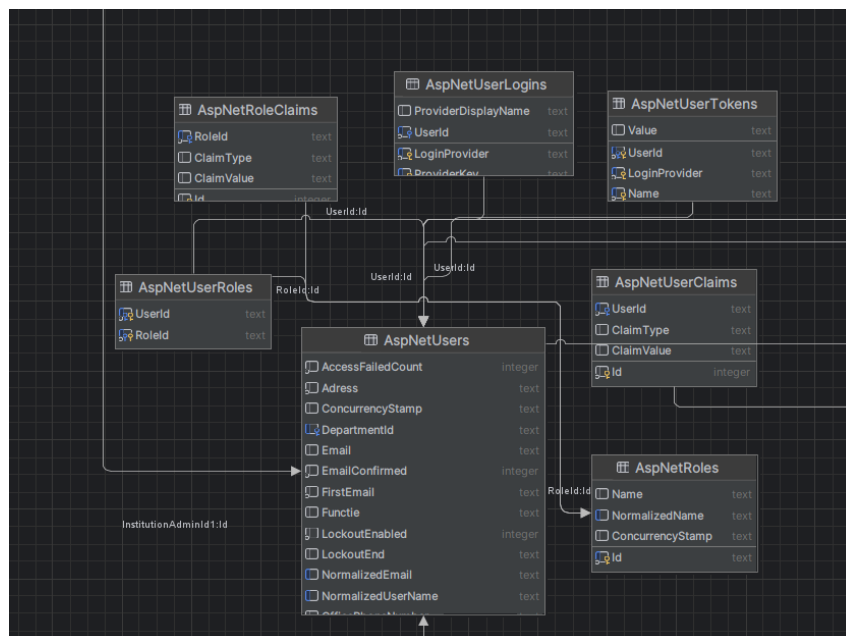 AspNetUserLogins
ProviderDisplayName text
UserId text
LoginProvider text
ProviderKey text
AspNetRoleClaims
RoleId text
ClaimType text
ClaimValue text
Id integer
AspNetUserTokens
Value text
UserId text
LoginProvider text
Name text
UserId:Id
UserId:Id
UserId:Id
RoleId:Id
AspNetUserRoles
UserId text
RoleId text
AspNetUserClaims
UserId text
ClaimType text
ClaimValue text
Id integer
AspNetUsers
AccessFailedCount integer
Adress text
ConcurrencyStamp text
DepartmentId text
Email text
EmailConfirmed integer
FirstEmail text
Functie text
LockoutEnabled integer
LockoutEnd text
NormalizedEmail text
NormalizedUserName text
OfficePhoneNumber text
RoleId:Id
AspNetRoles
Name text
NormalizedName text
ConcurrencyStamp text
Id text
InstitutionAdminId1:Id